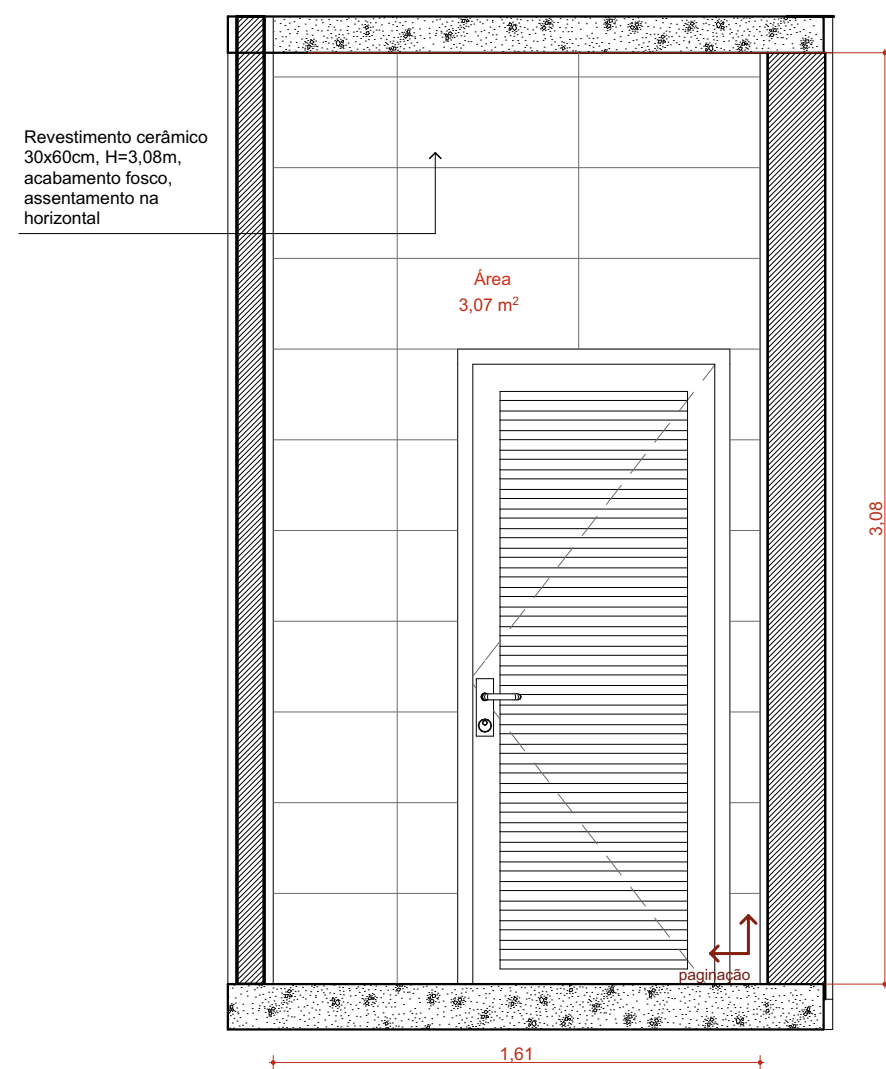 Revestimento cerâmico
30x60cm, H=3,08m,
acabamento fosco,
assentamento na
horizontal
Área
3,07 m²
3,08
paginação
1,61